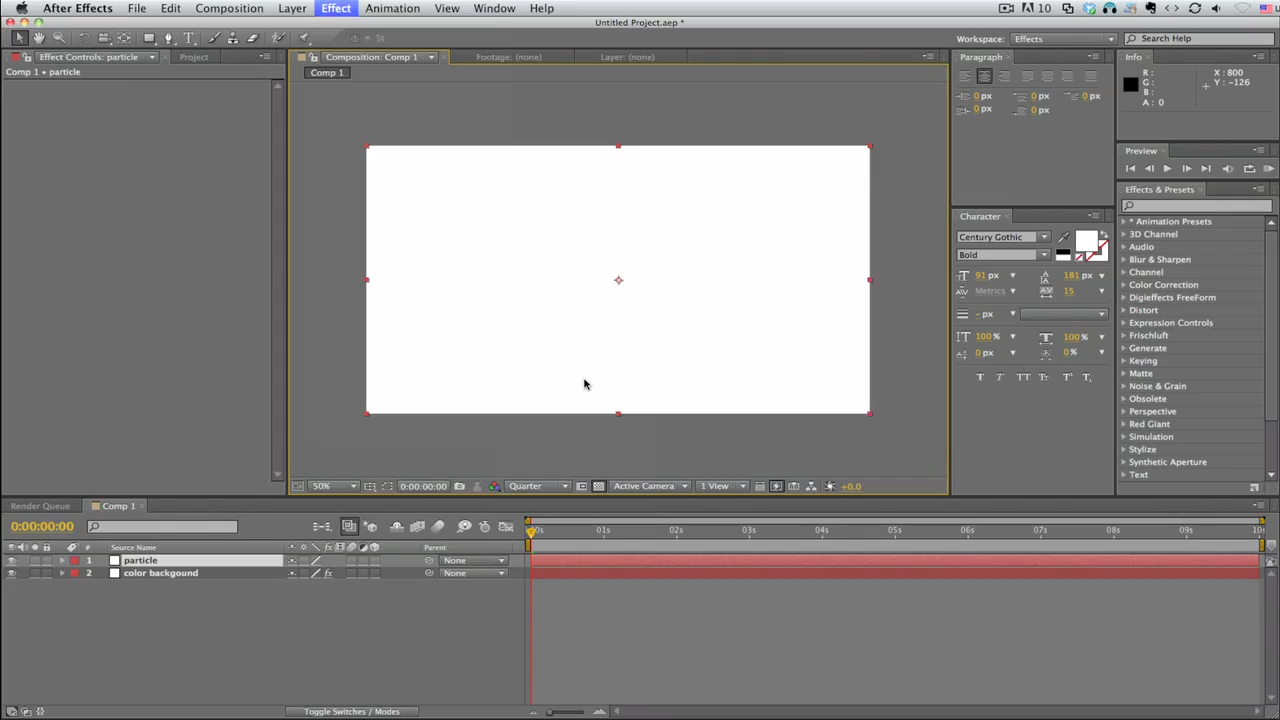 After Effects File Edit Composition Layer Effect Animation View Window Help
A 10
Untitled Project.aep *
Workspace: Effects
Search Help
Effect Controls: particle
Project
Composition: Comp 1
Footage: (none)
Layer: (none)
Paragraph
Info
Comp 1 • particle
Comp 1
R :
G :
B :
A : 0
X : 800
Y : -126
0 px
0 px
0 px
0 px
0 px
Preview
Effects & Presets
* Animation Presets
3D Channel
Audio
Blur & Sharpen
Channel
Color Correction
Digieffects FreeForm
Distort
Expression Controls
Frischluft
Generate
Keying
Matte
Noise & Grain
Obsolete
Perspective
Red Giant
Simulation
Stylize
Synthetic Aperture
Text
Character
Century Gothic
Bold
91 px
181 px
Metrics
15
- px
100 %
100 %
0 px
0 %
T T TT Tr T' T,
50%
0:00:00:00
Quarter
Active Camera
1 View
+0.0
Render Queue
Comp 1
0:00:00:00
00s 01s 02s 03s 04s 05s 06s 07s 08s 09s 10s
# Source Name
Parent
1 particle None
2 color backgound None
Toggle Switches / Modes